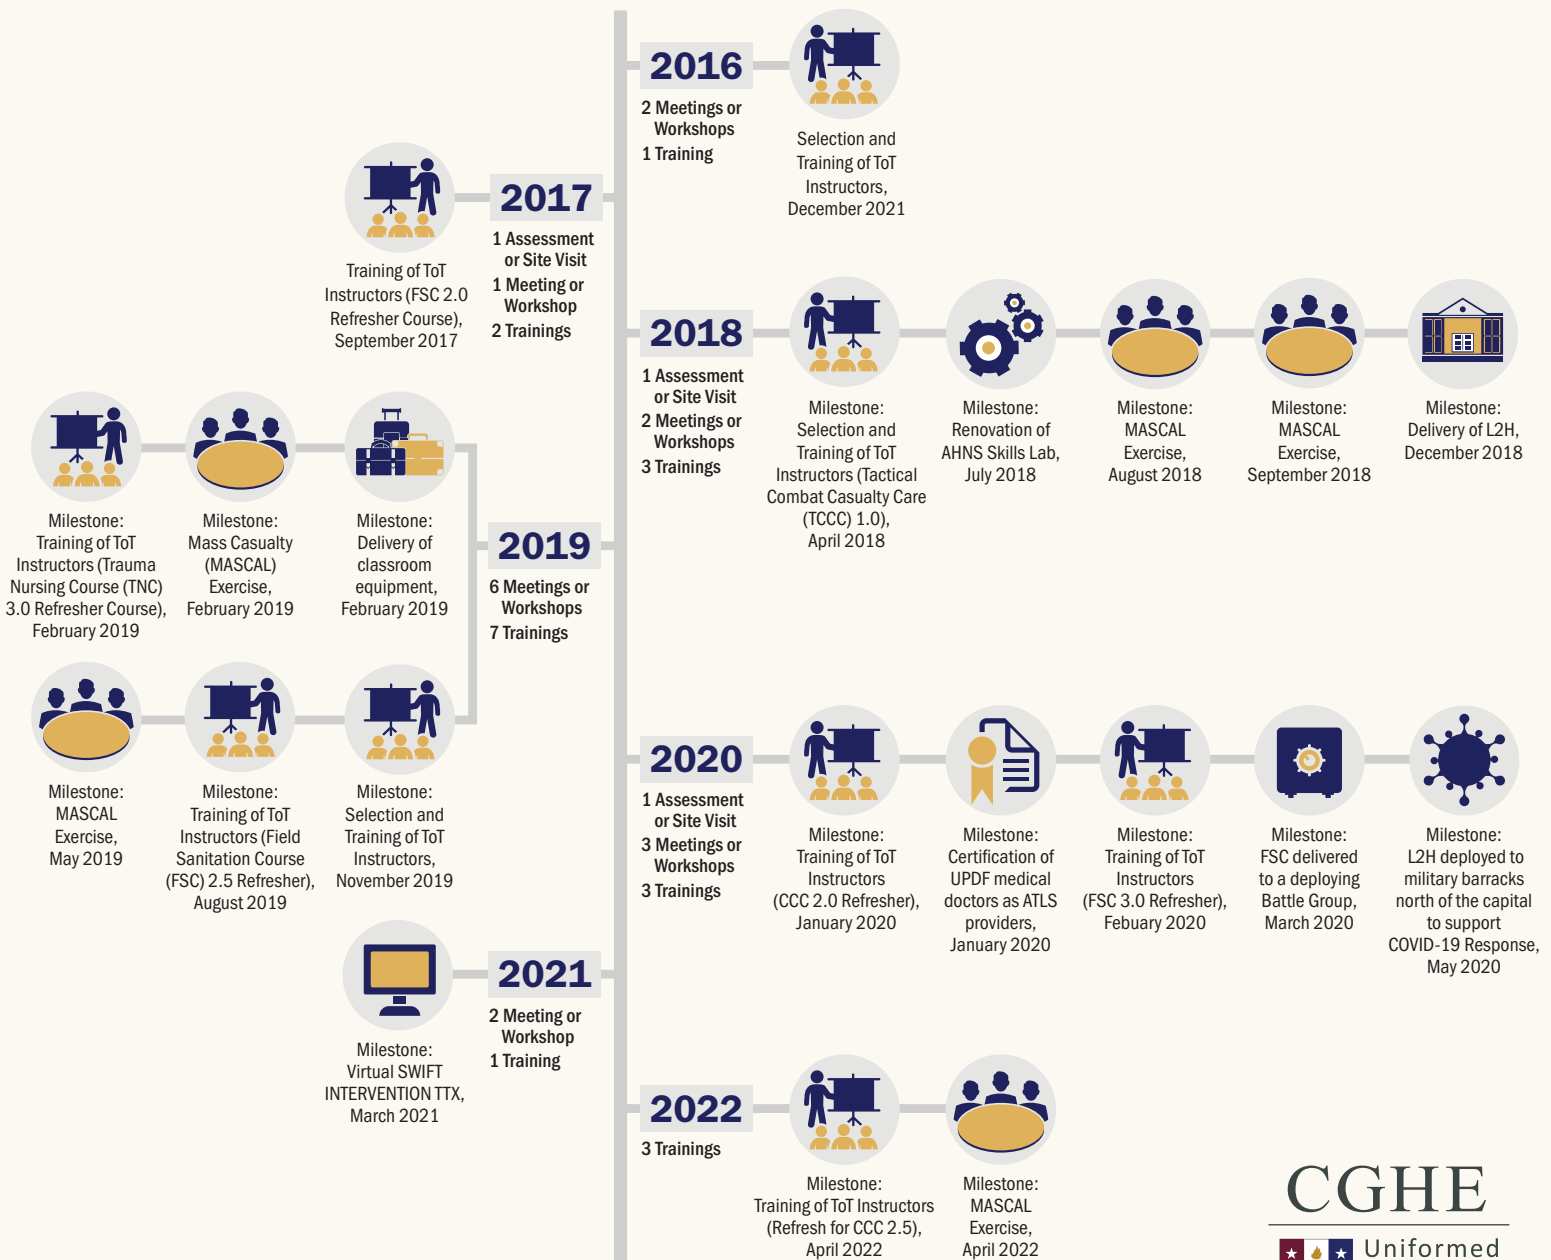 2016
2 Meetings or
Workshops
1 Training
Selection and
Training of ToT
Instructors,
December 2021
2017
1 Assessment
or Site Visit
1 Meeting or
Workshop
2 Trainings
Training of ToT
Instructors (FSC 2.0
Refresher Course),
September 2017
2018
1 Assessment
or Site Visit
2 Meetings or
Workshops
3 Trainings
Milestone:
Selection and
Training of ToT
Instructors (Tactical
Combat Casualty Care
(TCCC) 1.0),
April 2018
Milestone:
Renovation of
AHNS Skills Lab,
July 2018
Milestone:
MASCAL
Exercise,
August 2018
Milestone:
MASCAL
Exercise,
September 2018
Milestone:
Delivery of L2H,
December 2018
2019
6 Meetings or
Workshops
7 Trainings
Milestone:
Training of ToT
Instructors (Trauma
Nursing Course (TNC)
3.0 Refresher Course),
February 2019
Milestone:
Mass Casualty
(MASCAL)
Exercise,
February 2019
Milestone:
Delivery of
classroom
equipment,
February 2019
Milestone:
MASCAL
Exercise,
May 2019
Milestone:
Training of ToT
Instructors (Field
Sanitation Course
(FSC) 2.5 Refresher),
August 2019
Milestone:
Selection and
Training of ToT
Instructors,
November 2019
2020
1 Assessment
or Site Visit
3 Meetings or
Workshops
3 Trainings
Milestone:
Training of ToT
Instructors
(CCC 2.0 Refresher),
January 2020
Milestone:
Certification of
UPDF medical
doctors as ATLS
providers,
January 2020
Milestone:
Training of ToT
Instructors
(FSC 3.0 Refresher),
Febuary 2020
Milestone:
FSC delivered
to a deploying
Battle Group,
March 2020
Milestone:
L2H deployed to
military barracks
north of the capital
to support
COVID-19 Response,
May 2020
2021
2 Meeting or
Workshop
1 Training
Milestone:
Virtual SWIFT
INTERVENTION TTX,
March 2021
2022
3 Trainings
Milestone:
Training of ToT Instructors
(Refresh for CCC 2.5),
April 2022
Milestone:
MASCAL
Exercise,
April 2022
CGHE
Uniformed